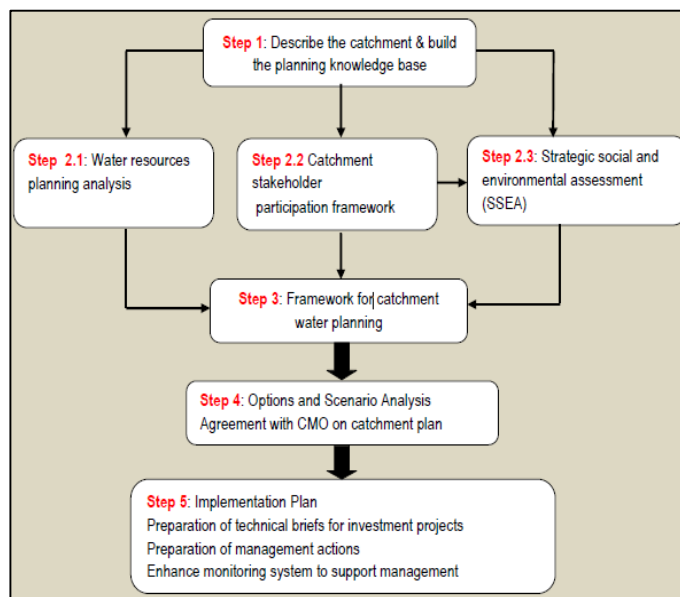 Step 1: Describe the catchment & build
the planning knowledge base
Step 2.1: Water resources
planning analysis
Step 2.2 Catchment
stakeholder
participation framework
Step 2.3: Strategic social and
environmental assessment
(SSEA)
Step 3: Framework for catchment
water planning
Step 4: Options and Scenario Analysis
Agreement with CMO on catchment plan
Step 5: Implementation Plan
Preparation of technical briefs for investment projects
Preparation of management actions
Enhance monitoring system to support management